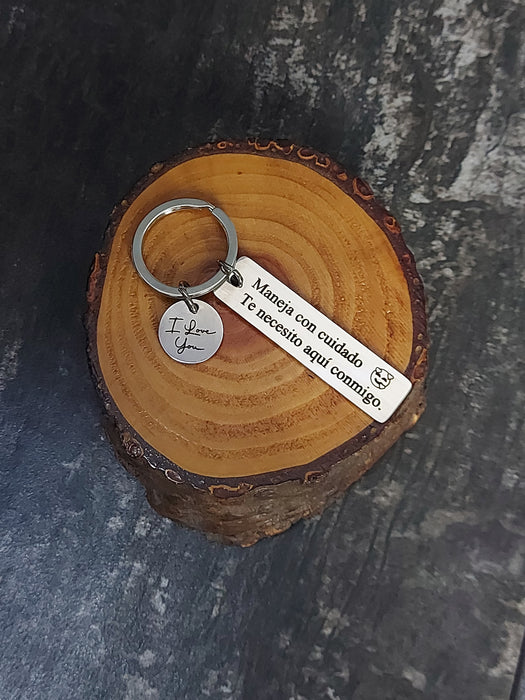 I Love
You
Maneja con cuidado
Te necesito aquí conmigo.